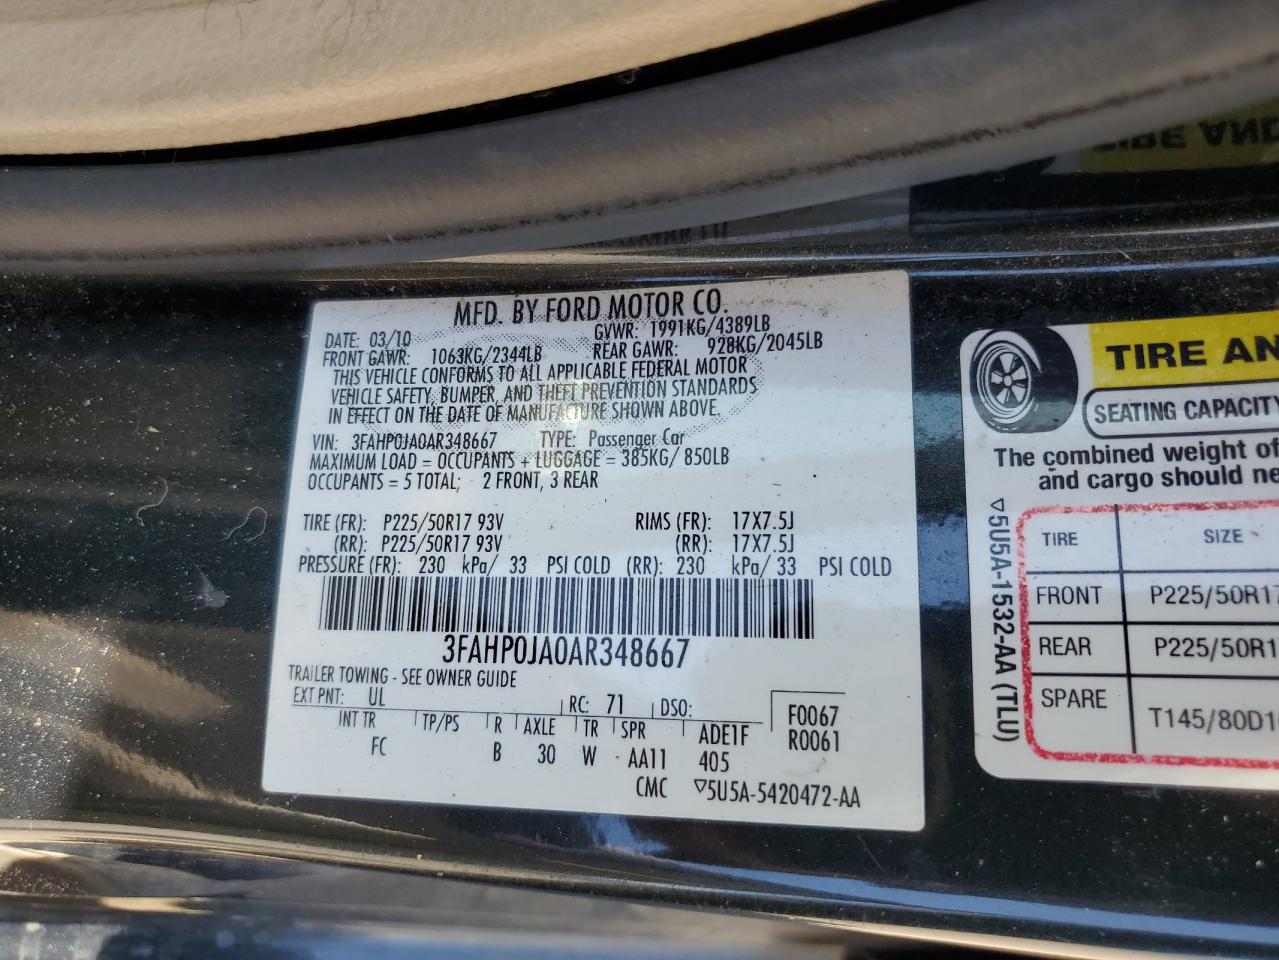 MFD. BY FORD MOTOR CO.
DATE: 03/10 GVWR: 1991KG/4389LB
FRONT GAWR: 1063KG/2344LB REAR GAWR: 928KG/2045LB
THIS VEHICLE CONFORMS TO ALL APPLICABLE FEDERAL MOTOR
VEHICLE SAFETY, BUMPER, AND THEFT PREVENTION STANDARDS
IN EFFECT ON THE DATE OF MANUFACTURE SHOWN ABOVE.
VIN: 3FAHP0JA0AR348667 TYPE: Passenger Car
MAXIMUM LOAD = OCCUPANTS + LUGGAGE = 385KG/ 850LB
OCCUPANTS = 5 TOTAL; 2 FRONT, 3 REAR
TIRE (FR): P225/50R17 93V RIMS (FR): 17X7.5J
(RR): P225/50R17 93V (RR): 17X7.5J
PRESSURE (FR): 230 kPa/ 33 PSI COLD (RR): 230 kPa/ 33 PSI COLD
3FAHP0JA0AR348667
TRAILER TOWING - SEE OWNER GUIDE
EXT PNT: UL RC: 71 DSO: F0067
R0061
INT TR TP/PS R AXLE TR SPR ADE1F
FC B 30 W AA11 405
CMC ▽5U5A-5420472-AA
TIRE AN
SEATING CAPACITY
The combined weight of
and cargo should ne
▽5U5A-1532-AA (TLU)
TIRE SIZE
FRONT P225/50R17
REAR P225/50R1
SPARE T145/80D1
TIRE AND